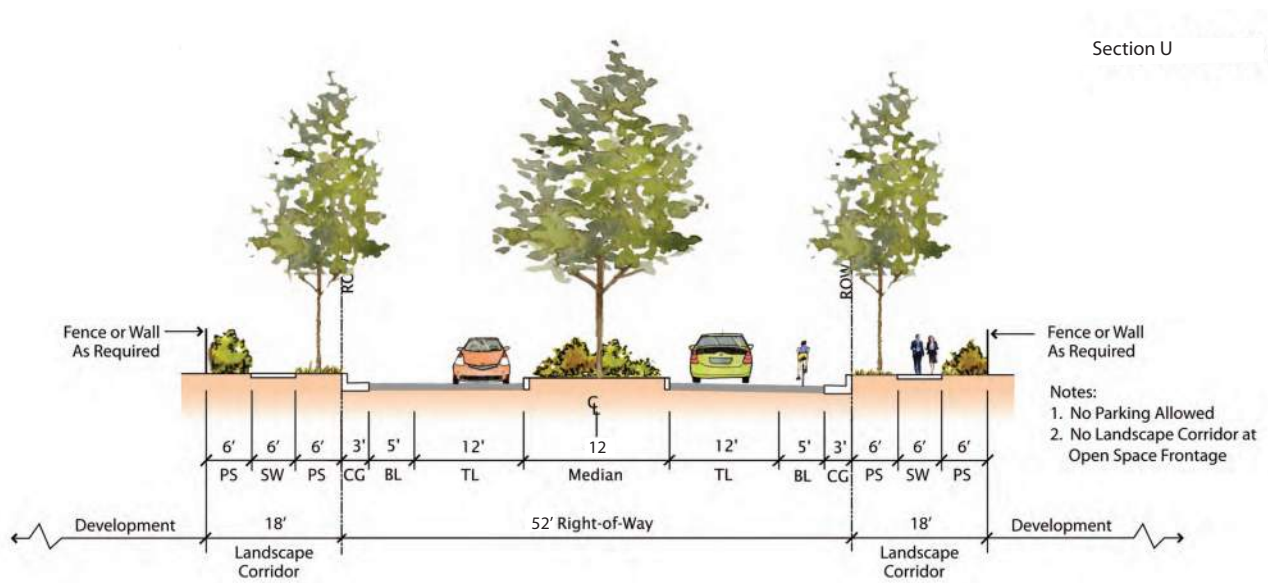 Section U
ROW
Fence or Wall
As Required
Fence or Wall
As Required
Notes:
1. No Parking Allowed
2. No Landscape Corridor at
Open Space Frontage
℄
6' 6' 6' 3' 5' 12' 12 12' 5' 3' 6' 6' 6'
PS SW PS CG BL TL Median TL BL CG PS SW PS
Development 18' 52' Right-of-Way 18' Development
Landscape
Corridor
Landscape
Corridor